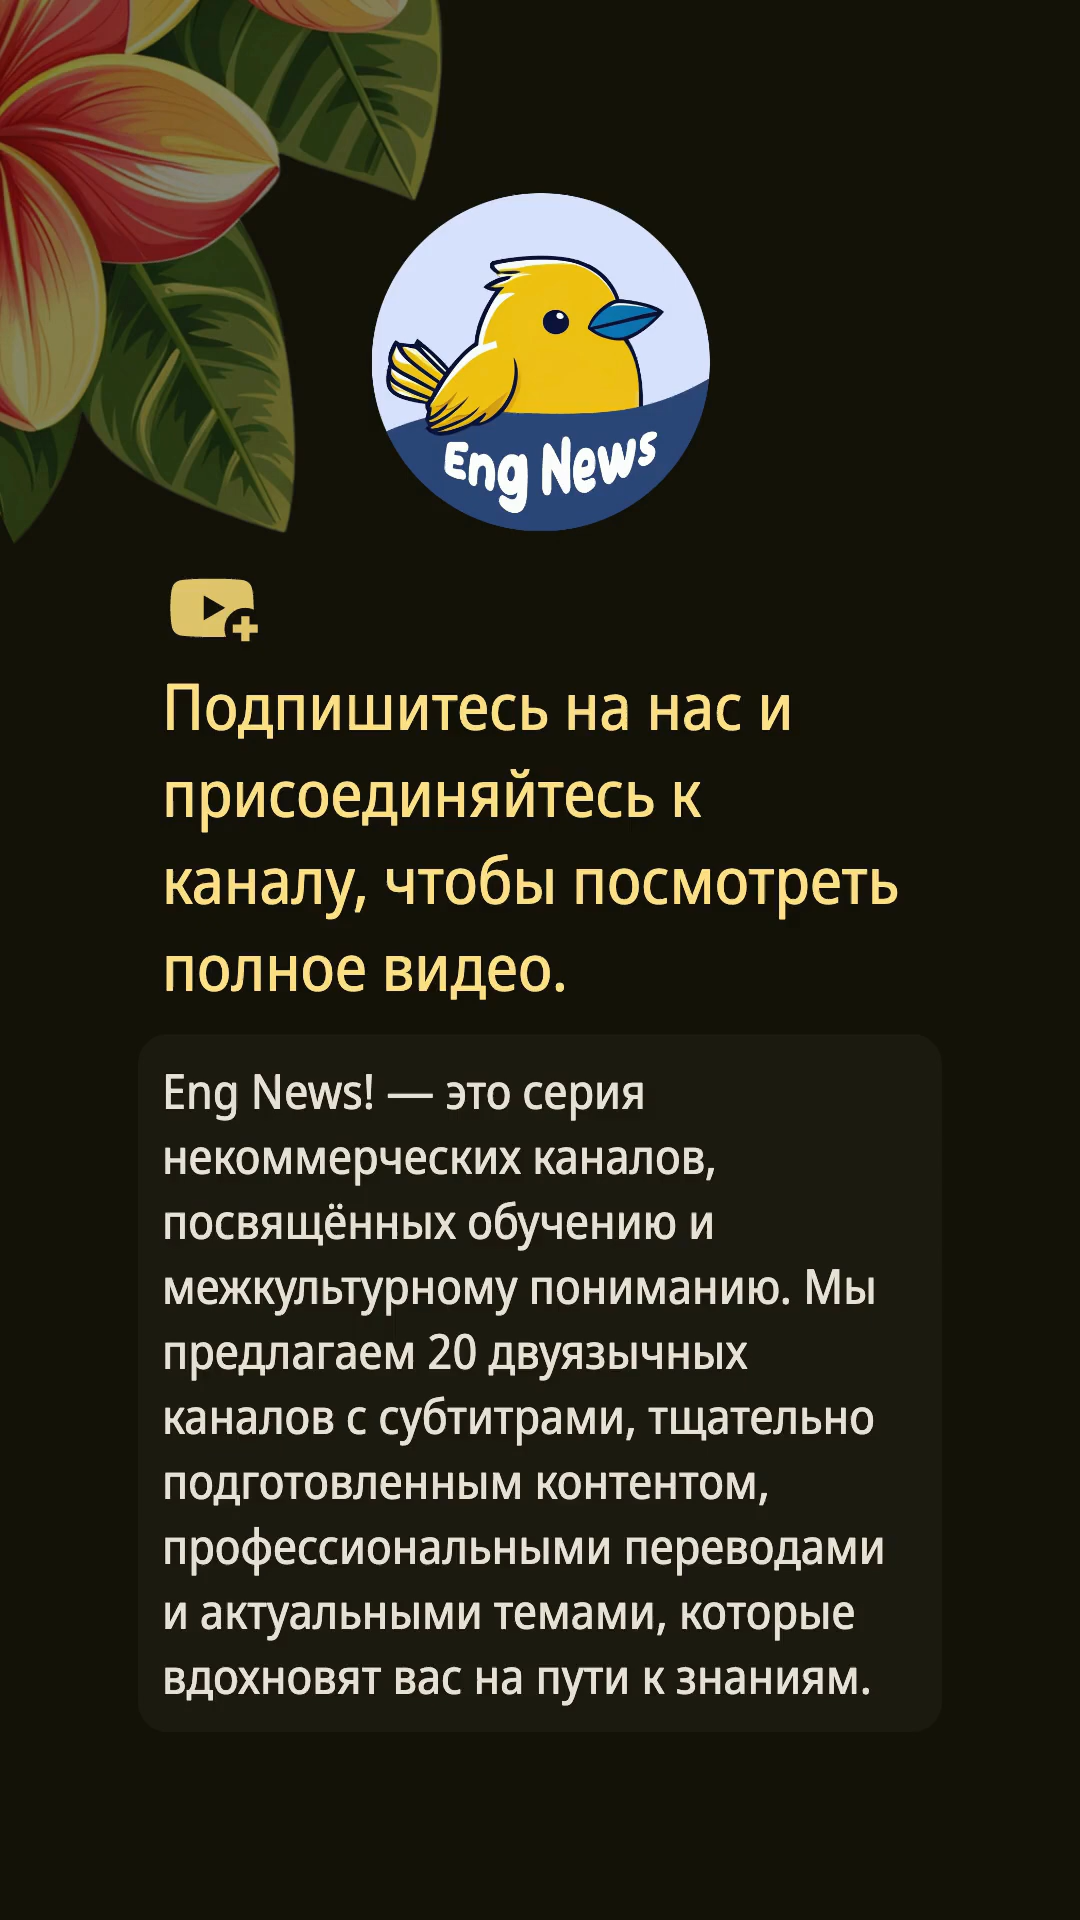 Eng News
Подпишитесь на нас и
присоединяйтесь к
каналу, чтобы посмотреть
полное видео.
Eng News! — это серия
некоммерческих каналов,
посвящённых обучению и
межкультурному пониманию. Мы
предлагаем 20 двуязычных
каналов с субтитрами, тщательно
подготовленным контентом,
профессиональными переводами
и актуальными темами, которые
вдохновят вас на пути к знаниям.